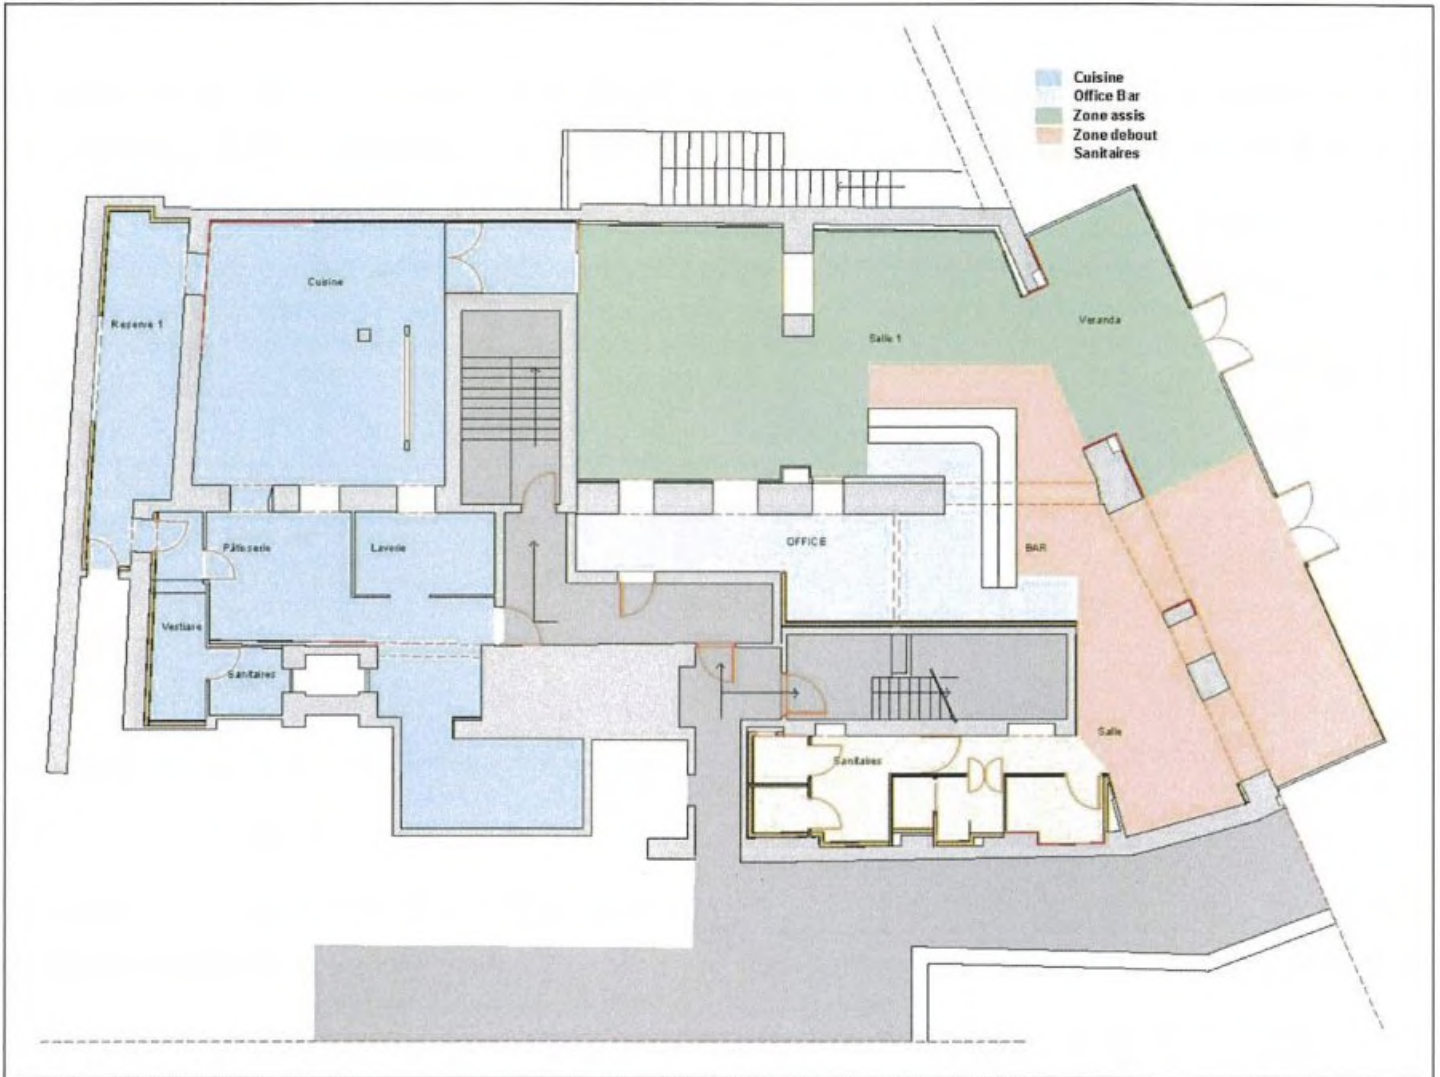 Cuisine
Office Bar
Zone assis
Zone debout
Sanitaires
Cuisine
Reserve 1
Salle 1
Veranda
Pâtisserie
Laverie
OFFICE
BAR
Vestiare
Sanitaires
Salle
Sanitaires